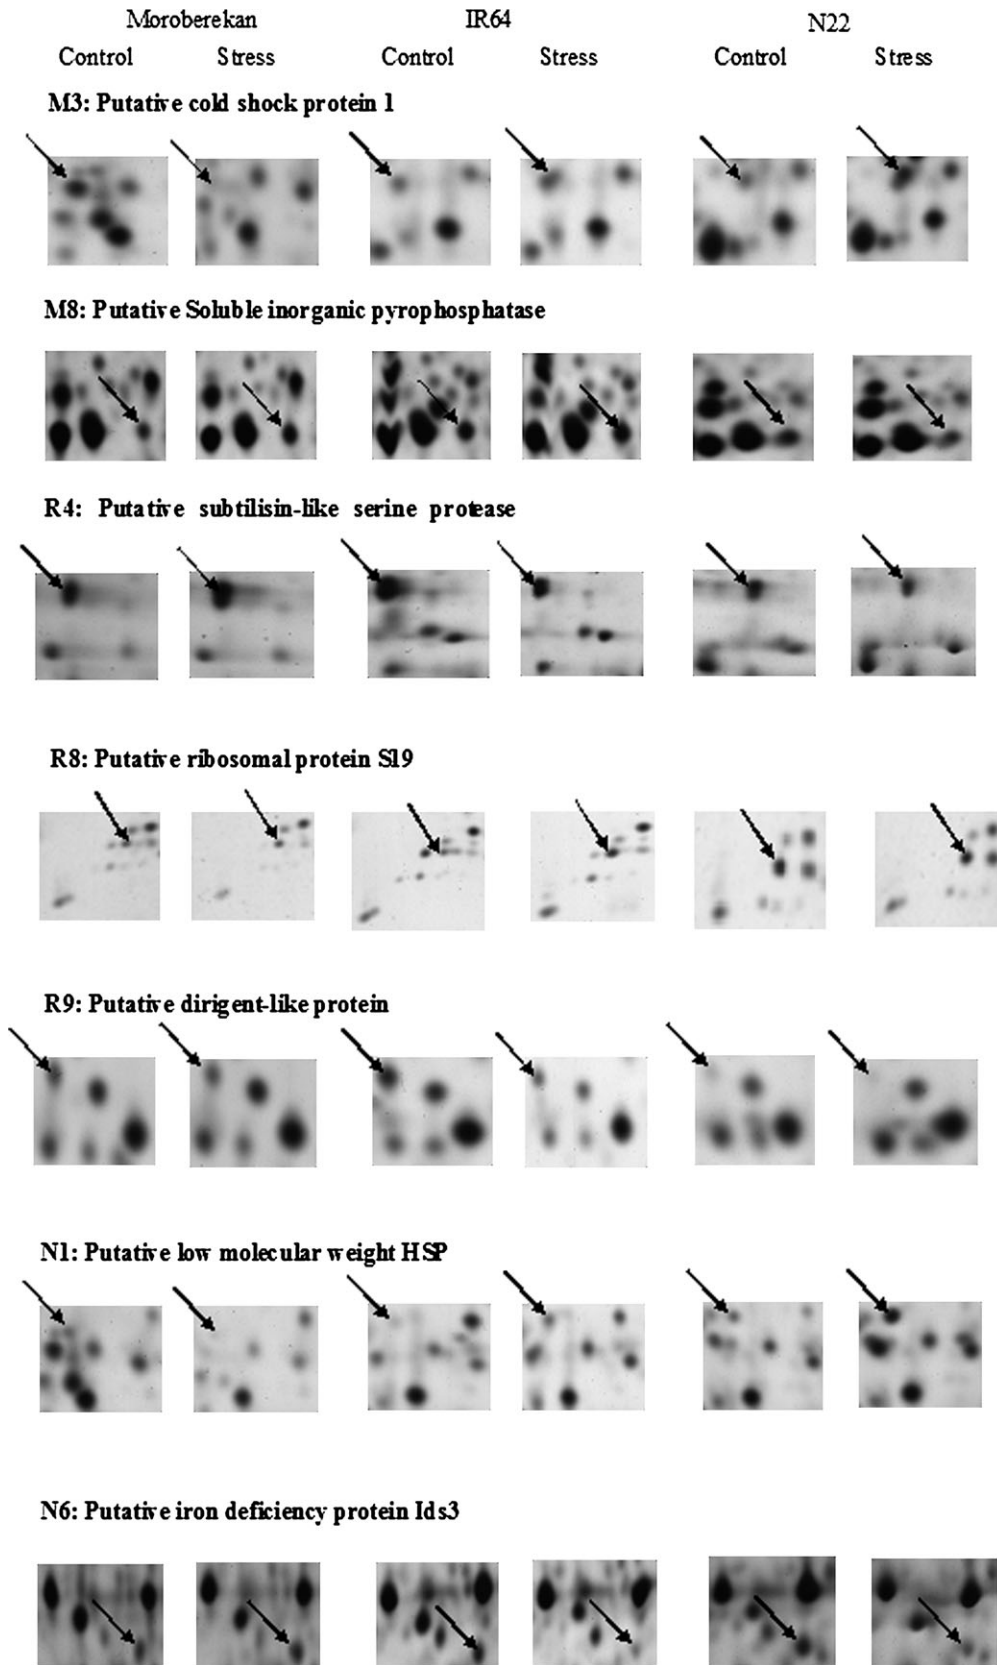 Moroberekan IR64 N22
Control Stress Control Stress Control Stress
M3: Putative cold shock protein 1
M8: Putative Soluble inorganic pyrophosphatase
R4: Putative subtilisin-like serine protease
R8: Putative ribosomal protein S19
R9: Putative dirigent-like protein
N1: Putative low molecular weight HSP
N6: Putative iron deficiency protein Ids3